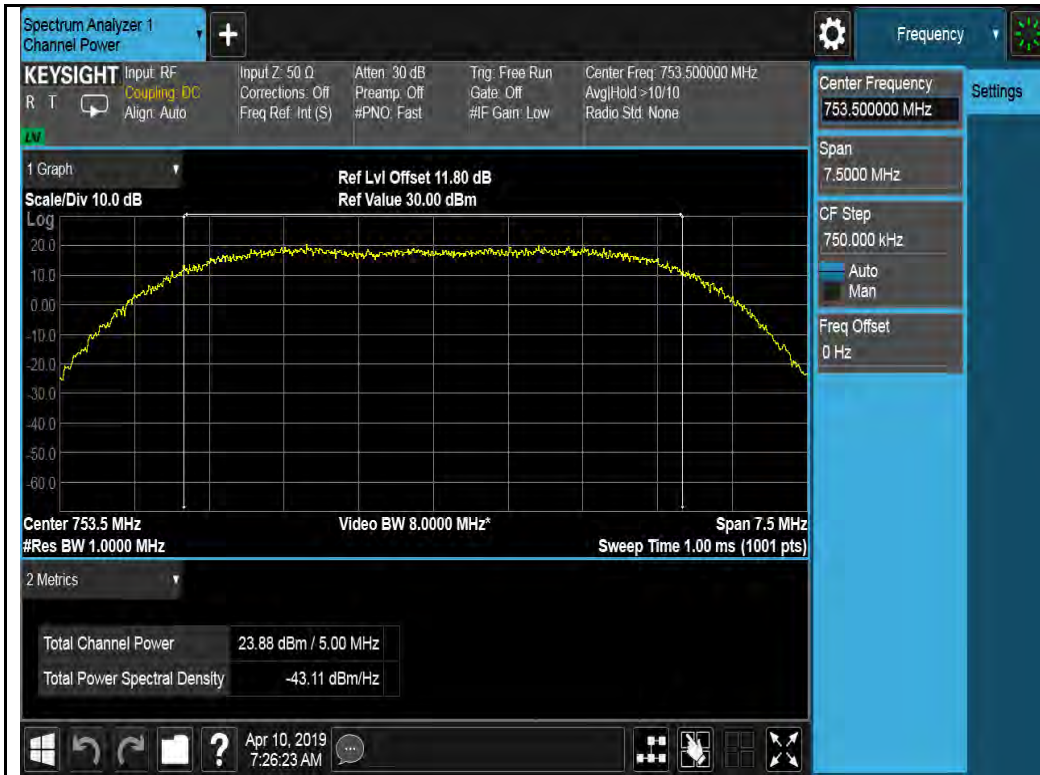 Spectrum Analyzer 1
Channel Power
+
Frequency
KEYSIGHT
R T
LV
Input: RF
Coupling: DC
Align: Auto
Input Z: 50 Ω
Corrections: Off
Freq Ref: Int (S)
Atten: 30 dB
Preamp: Off
#PNO: Fast
Trig: Free Run
Gate: Off
#IF Gain: Low
Center Freq: 753.500000 MHz
Avg|Hold >10/10
Radio Std: None
1 Graph
Scale/Div 10.0 dB
Ref Lvl Offset 11.80 dB
Ref Value 30.00 dBm
Log
20.0
10.0
0.00
-10.0
-20.0
-30.0
-40.0
-50.0
-60.0
Center 753.5 MHz
#Res BW 1.0000 MHz
Video BW 8.0000 MHz*
Span 7.5 MHz
Sweep Time 1.00 ms (1001 pts)
2 Metrics
Total Channel Power 23.88 dBm / 5.00 MHz
Total Power Spectral Density -43.11 dBm/Hz
?
Apr 10, 2019
7:26:23 AM
Center Frequency
753.500000 MHz
Span
7.5000 MHz
CF Step
750.000 kHz
Auto
Man
Freq Offset
0 Hz
Settings